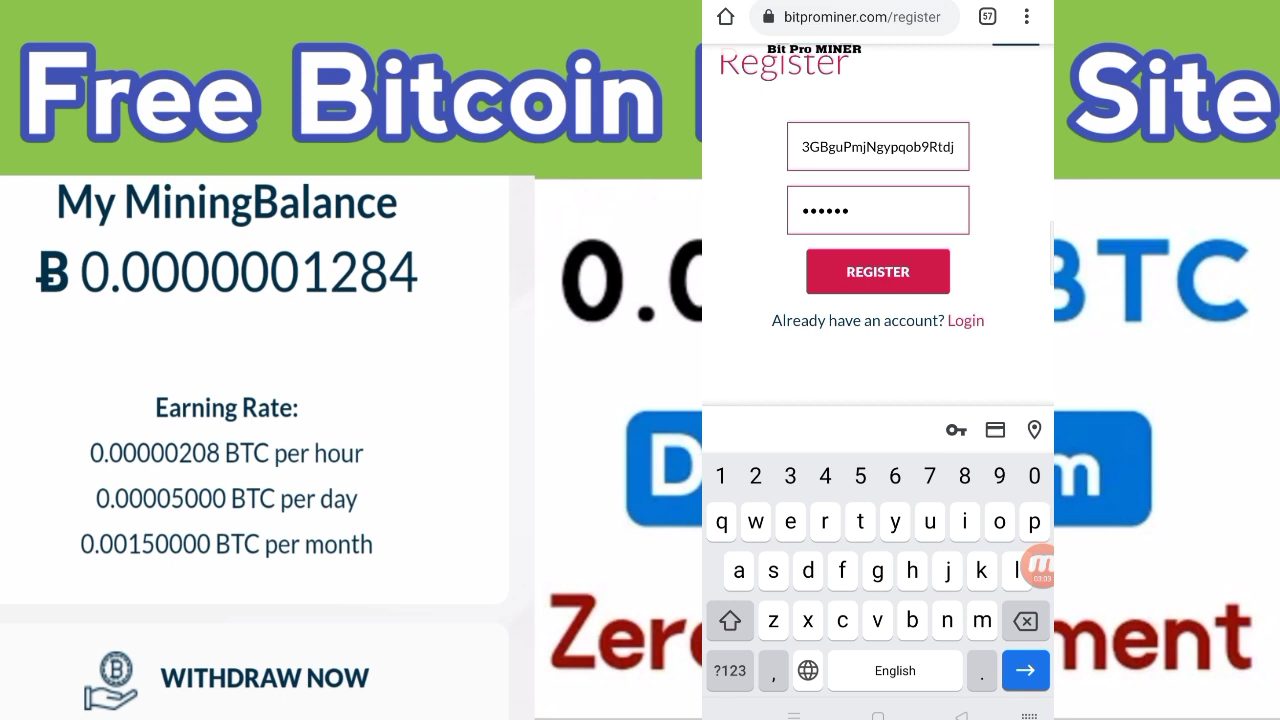 Free Bitcoin
Site
My MiningBalance
0.0000001284
Earning Rate:
0.00000208 BTC per hour
0.00005000 BTC per day
0.00150000 BTC per month
WITHDRAW NOW
BTC
bitprominer.com/register
57
Bit Pro MINER
Register
3GBguPmjNgypqob9Rtdj
••••••
REGISTER
Already have an account? Login
1 2 3 4 5 6 7 8 9 0
q w e r t y u i o p
a s d f g h j k l
03:03
z x c v b n m
?123 , English .